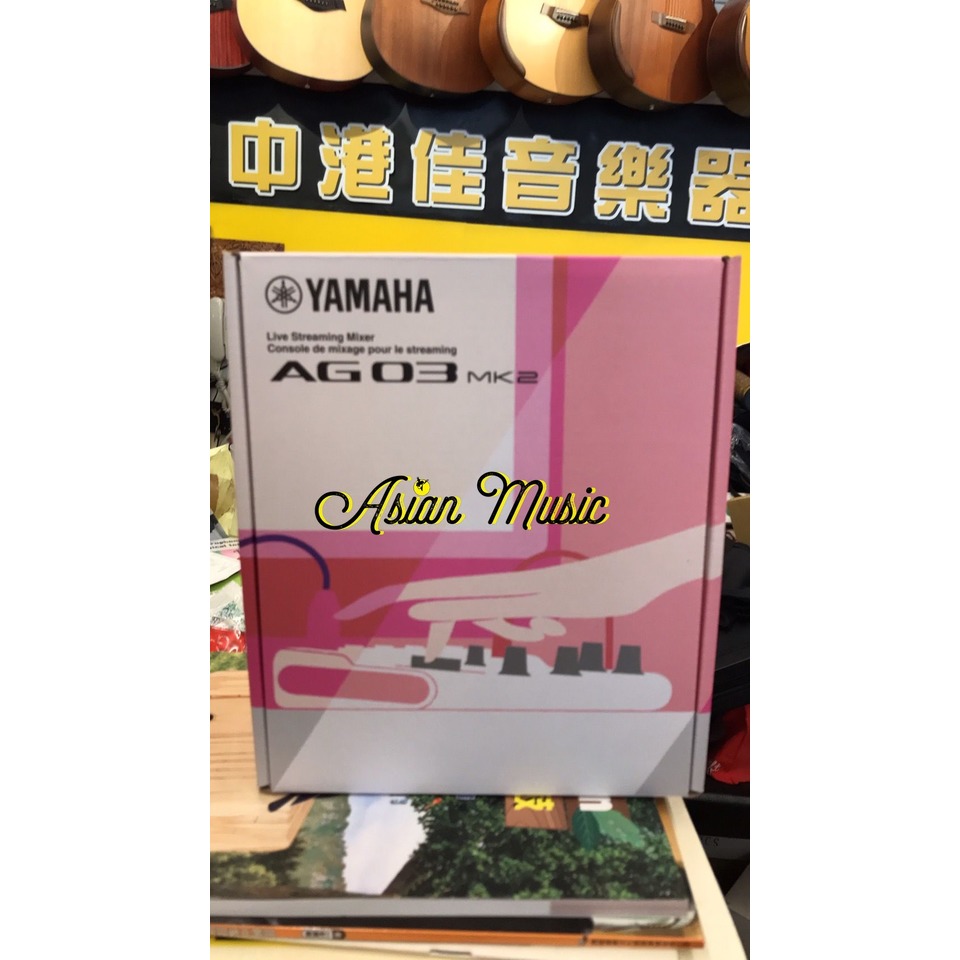 中港佳音樂器
YAMAHA
Live Streaming Mixer
Console de mixage pour le streaming
AG03 MK2
Asian Music